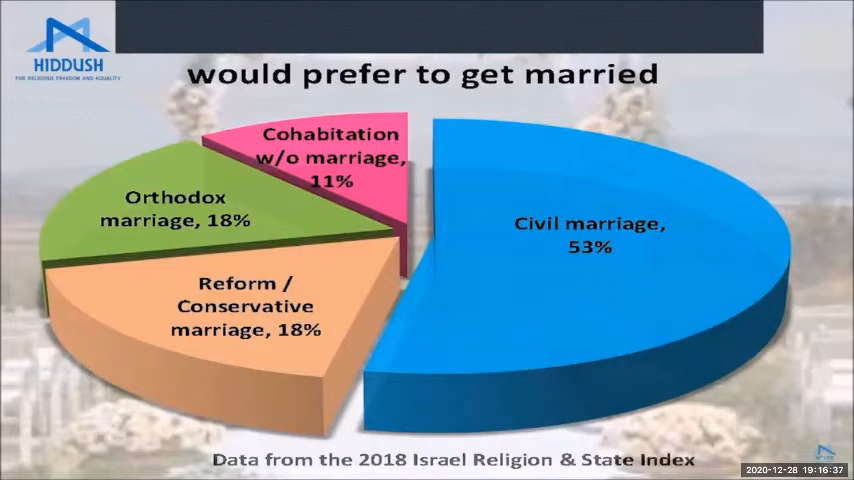 HIDDUSH
FOR RELIGIOUS FREEDOM AND EQUALITY
would prefer to get married
Cohabitation
w/o marriage,
11%
Orthodox
marriage, 18%
Civil marriage,
53%
Reform /
Conservative
marriage, 18%
Data from the 2018 Israel Religion & State Index
2020-12-28 19:16:37